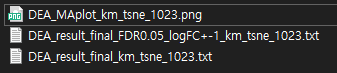 DEA_MAplot_km_tsne_1023.png
DEA_result_final_FDR0.05_logFC+-1_km_tsne_1023.txt
DEA_result_final_km_tsne_1023.txt